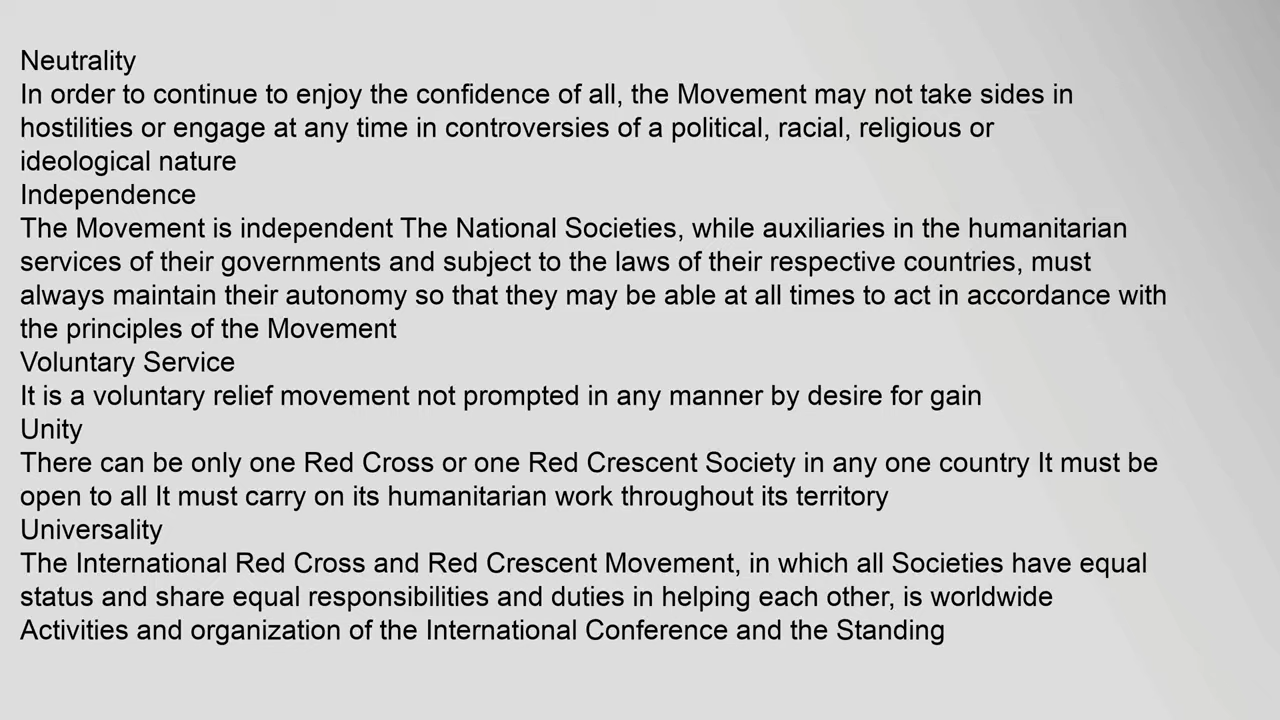 Neutrality
In order to continue to enjoy the confidence of all, the Movement may not take sides in
hostilities or engage at any time in controversies of a political, racial, religious or
ideological nature
Independence
The Movement is independent The National Societies, while auxiliaries in the humanitarian
services of their governments and subject to the laws of their respective countries, must
always maintain their autonomy so that they may be able at all times to act in accordance with
the principles of the Movement
Voluntary Service
It is a voluntary relief movement not prompted in any manner by desire for gain
Unity
There can be only one Red Cross or one Red Crescent Society in any one country It must be
open to all It must carry on its humanitarian work throughout its territory
Universality
The International Red Cross and Red Crescent Movement, in which all Societies have equal
status and share equal responsibilities and duties in helping each other, is worldwide
Activities and organization of the International Conference and the Standing